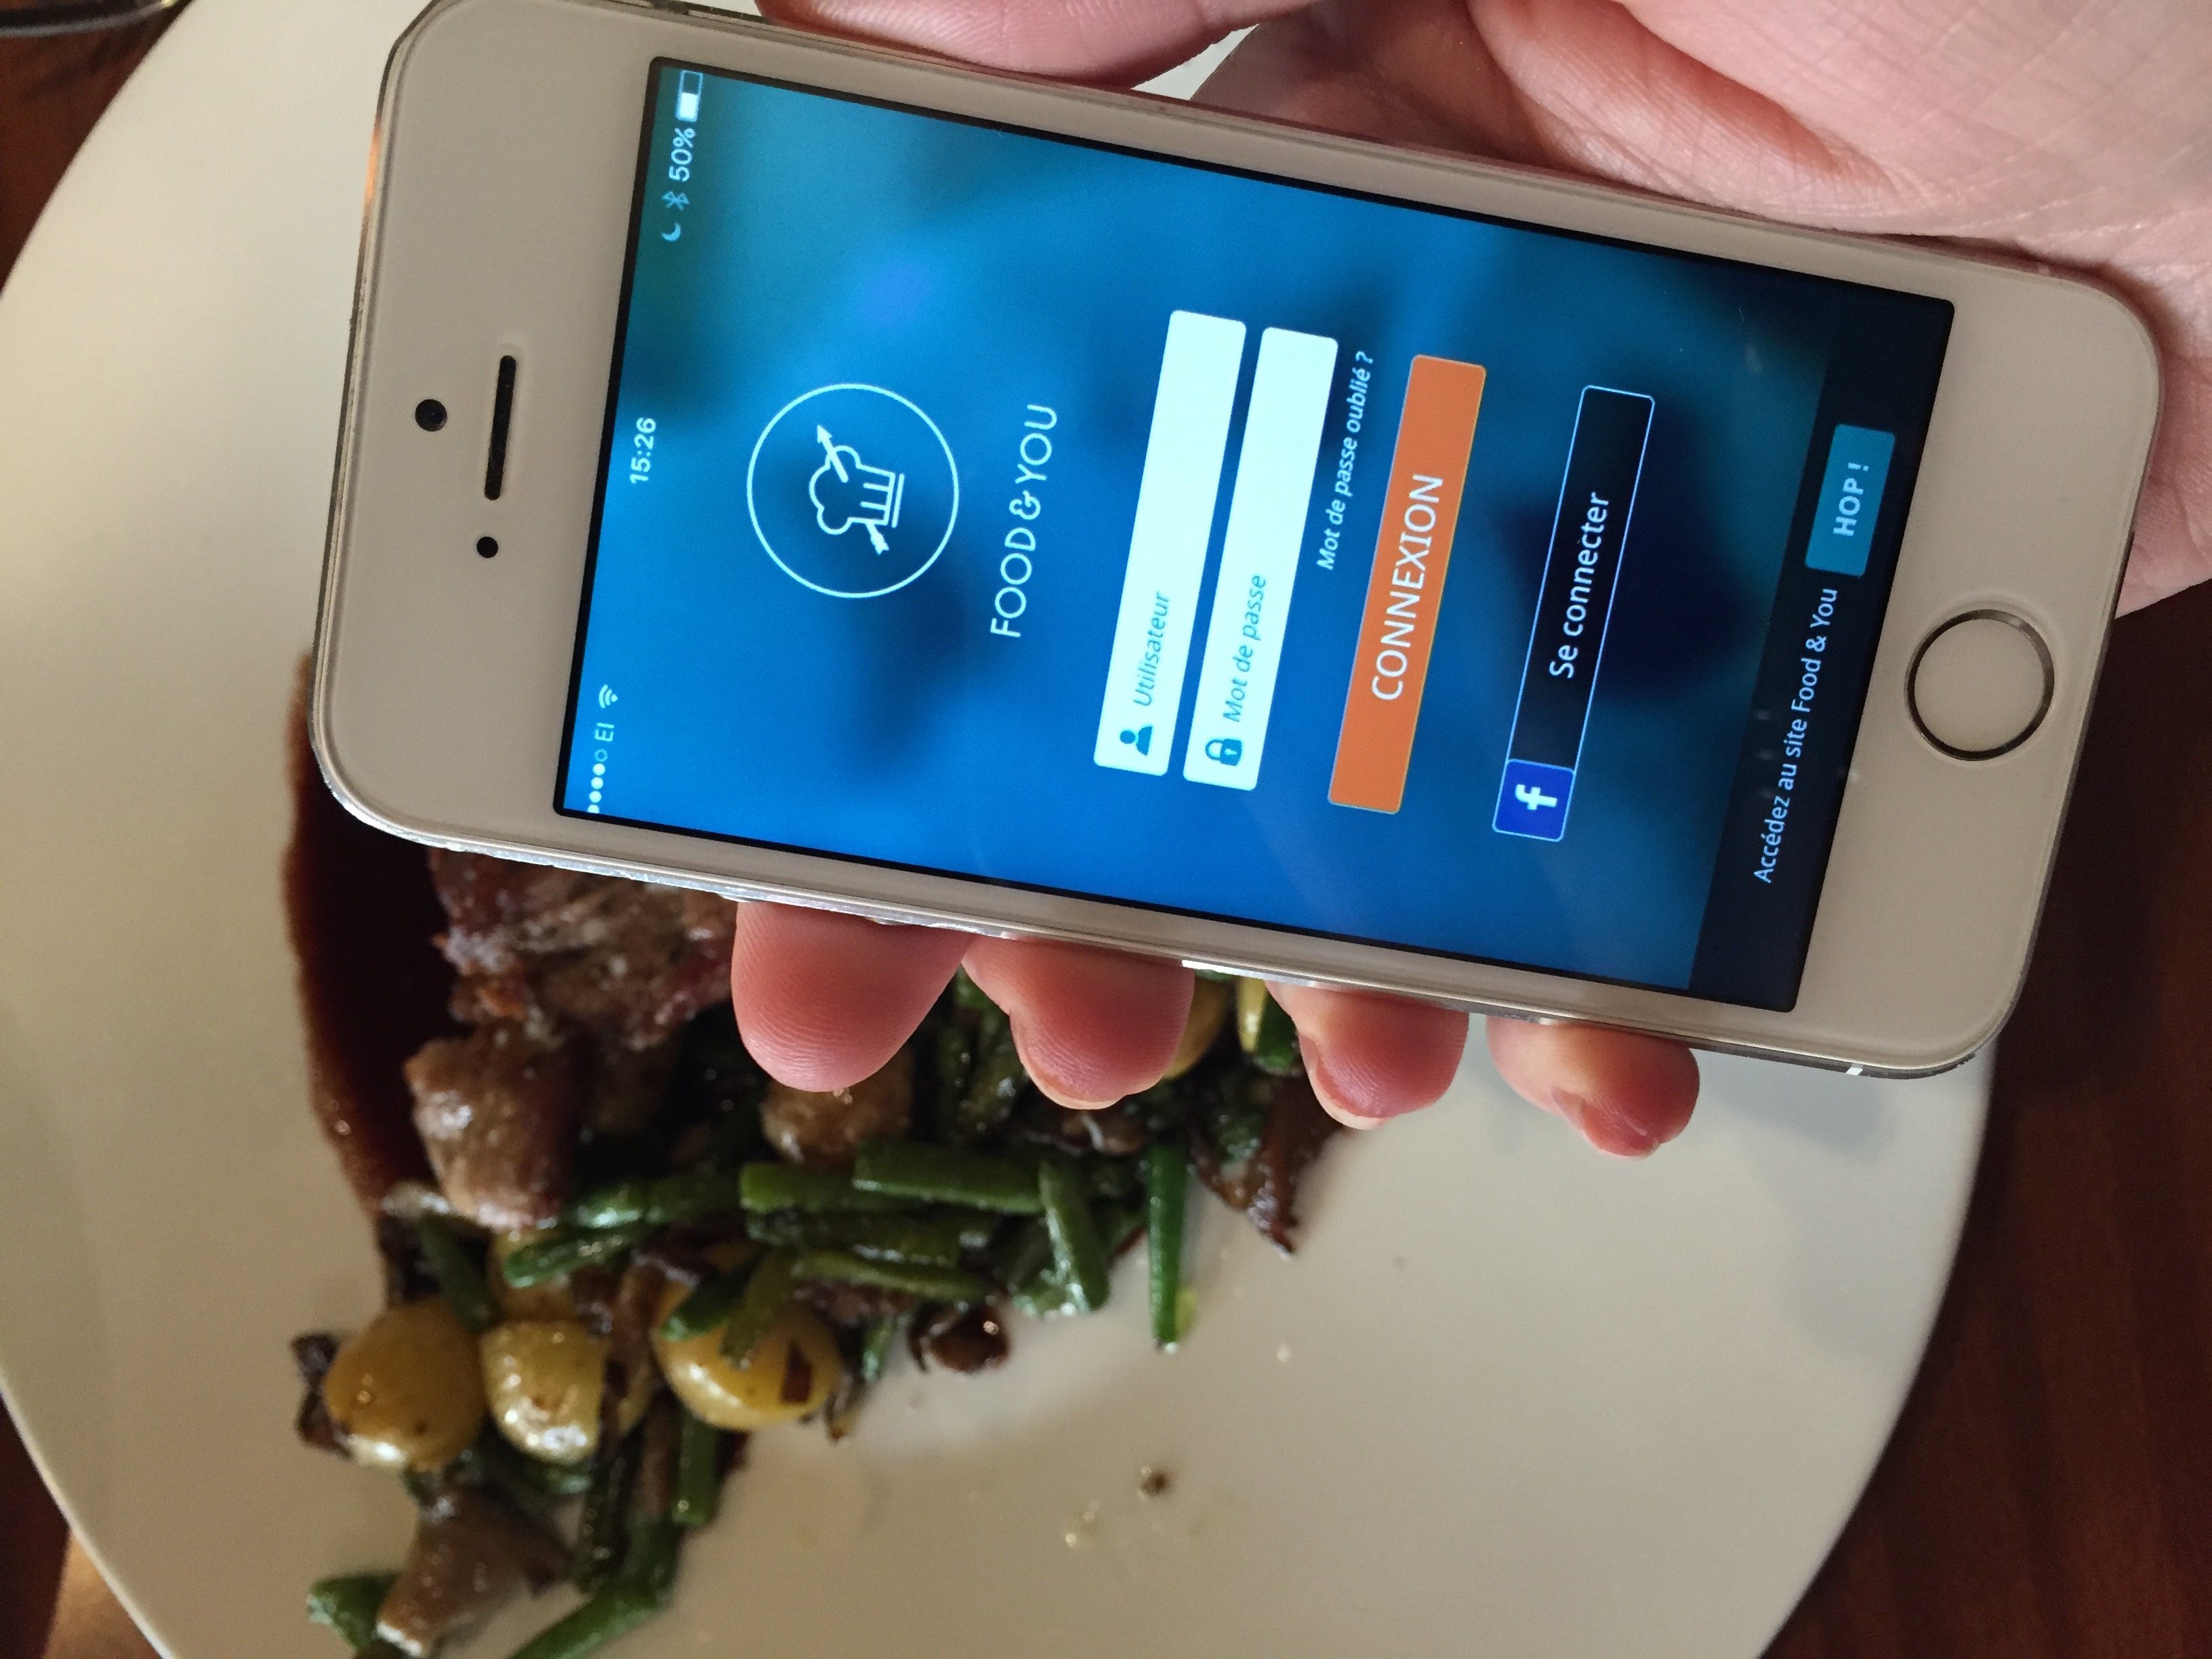 El 15:26 50%
FOOD & YOU
Utilisateur
Mot de passe
Mot de passe oublié ?
CONNEXION
f Se connecter
Accédez au site Food & You HOP !